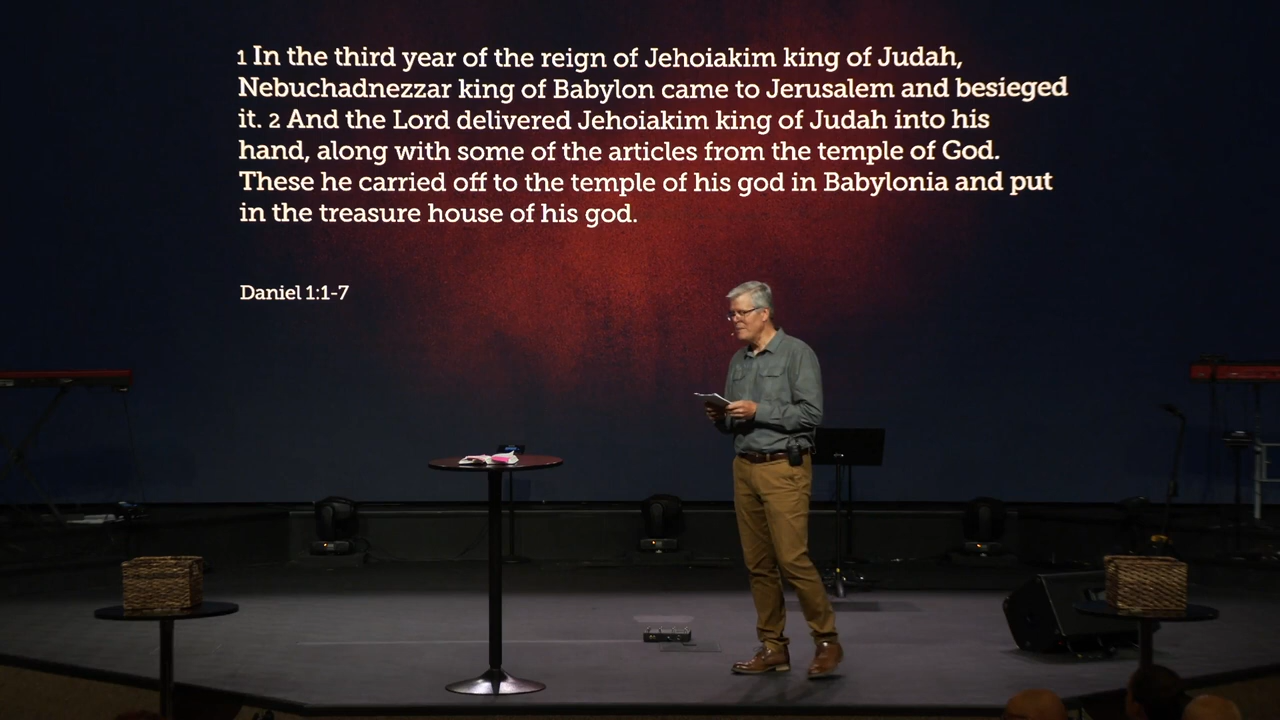 1 In the third year of the reign of Jehoiakim king of Judah,
Nebuchadnezzar king of Babylon came to Jerusalem and besieged
it. 2 And the Lord delivered Jehoiakim king of Judah into his
hand, along with some of the articles from the temple of God.
These he carried off to the temple of his god in Babylonia and put
in the treasure house of his god.
Daniel 1:1-7